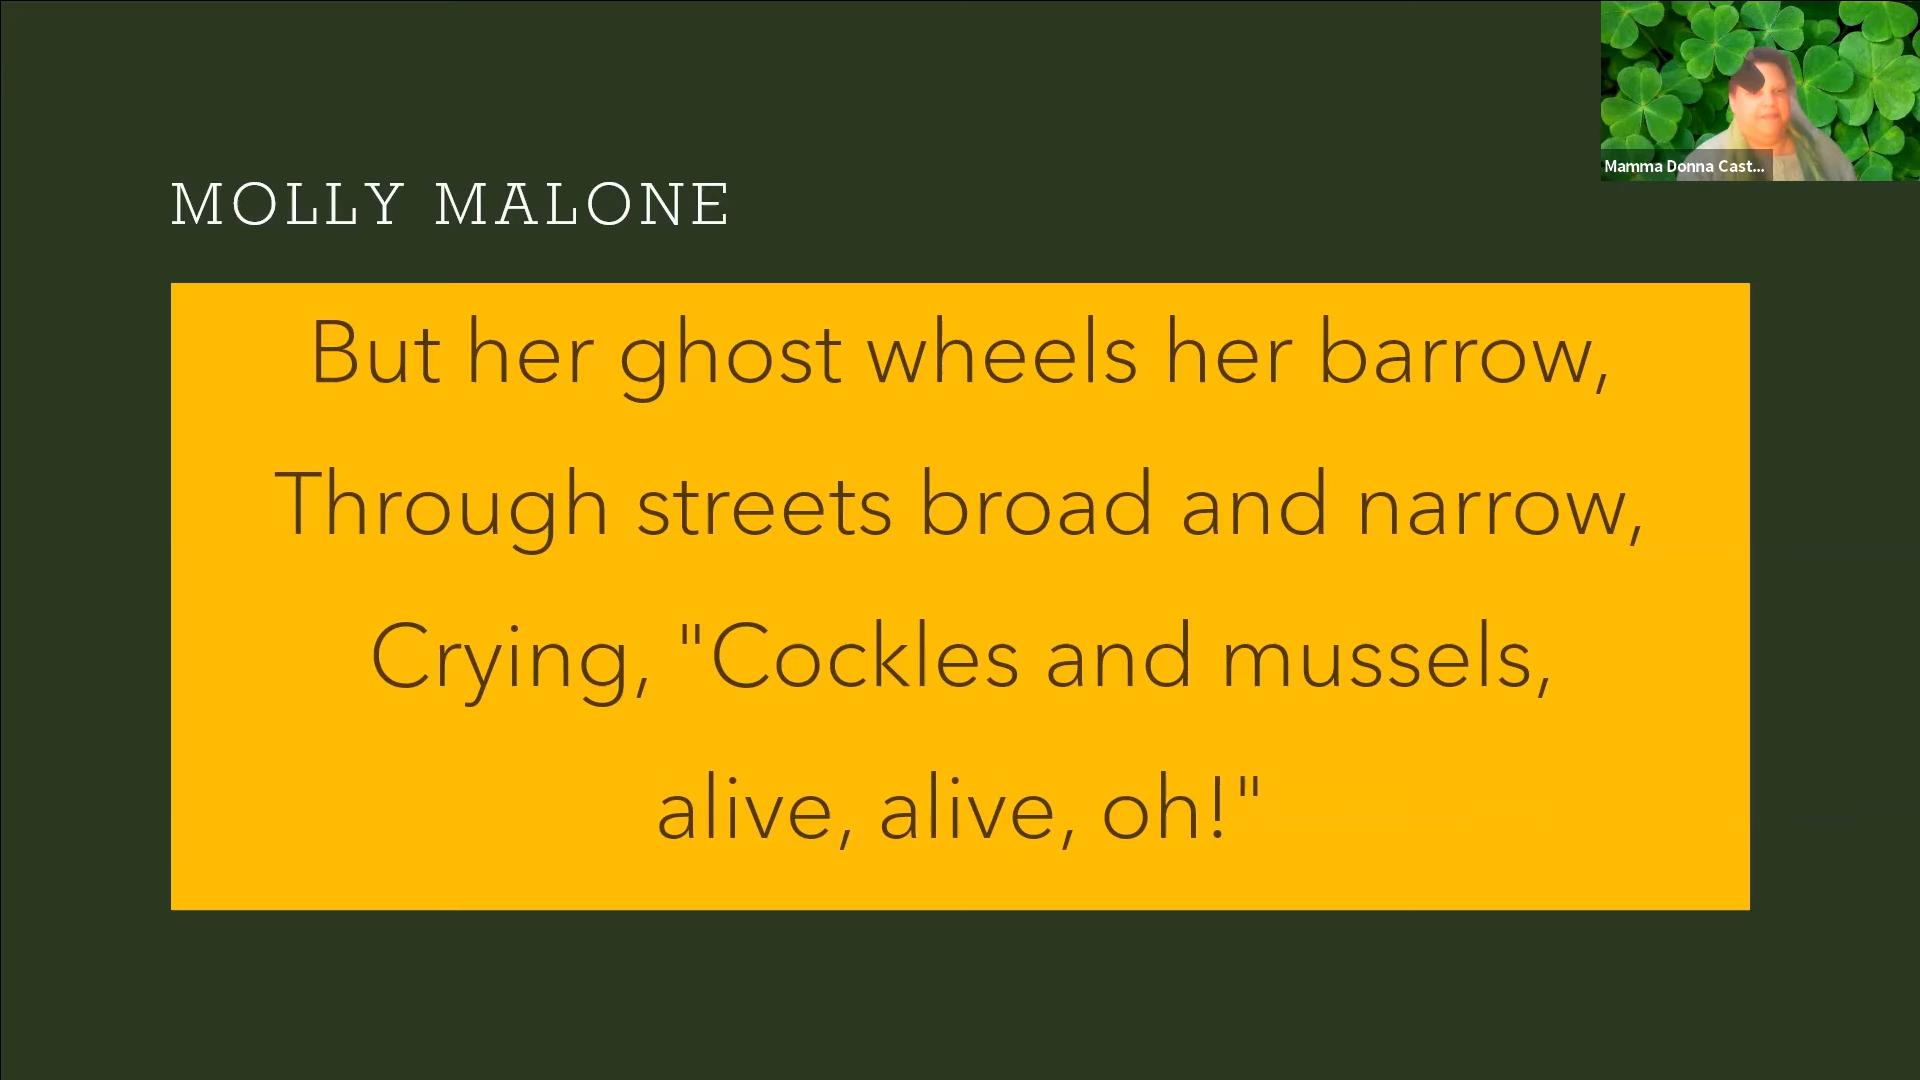 MOLLY MALONE
But her ghost wheels her barrow,
Through streets broad and narrow,
Crying, "Cockles and mussels,
alive, alive, oh!"
Mamma Donna Cast...